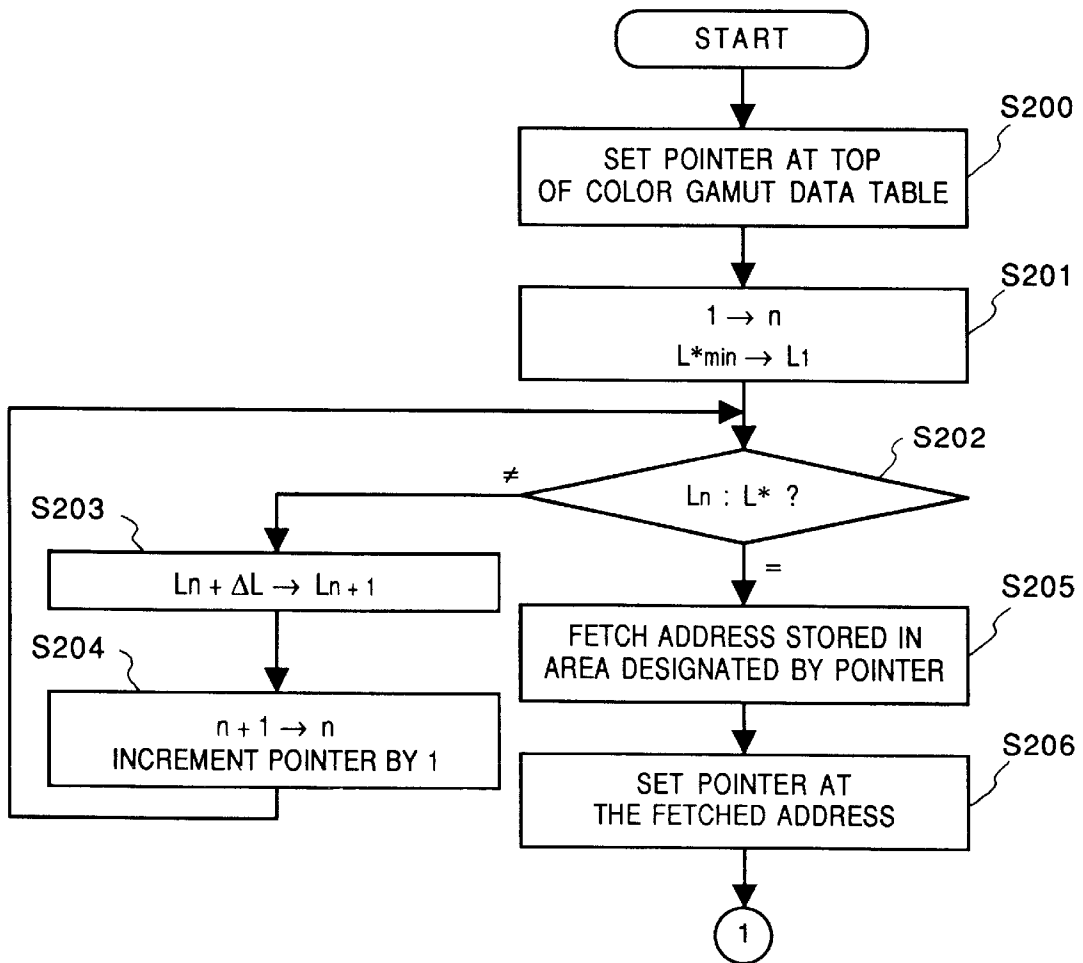 START
S200
SET POINTER AT TOP
OF COLOR GAMUT DATA TABLE
S201
1 → n
L*min → L1
S202
Ln : L* ?
≠
=
S203
Ln + ΔL → Ln + 1
S204
n + 1 → n
INCREMENT POINTER BY 1
S205
FETCH ADDRESS STORED IN
AREA DESIGNATED BY POINTER
S206
SET POINTER AT
THE FETCHED ADDRESS
1